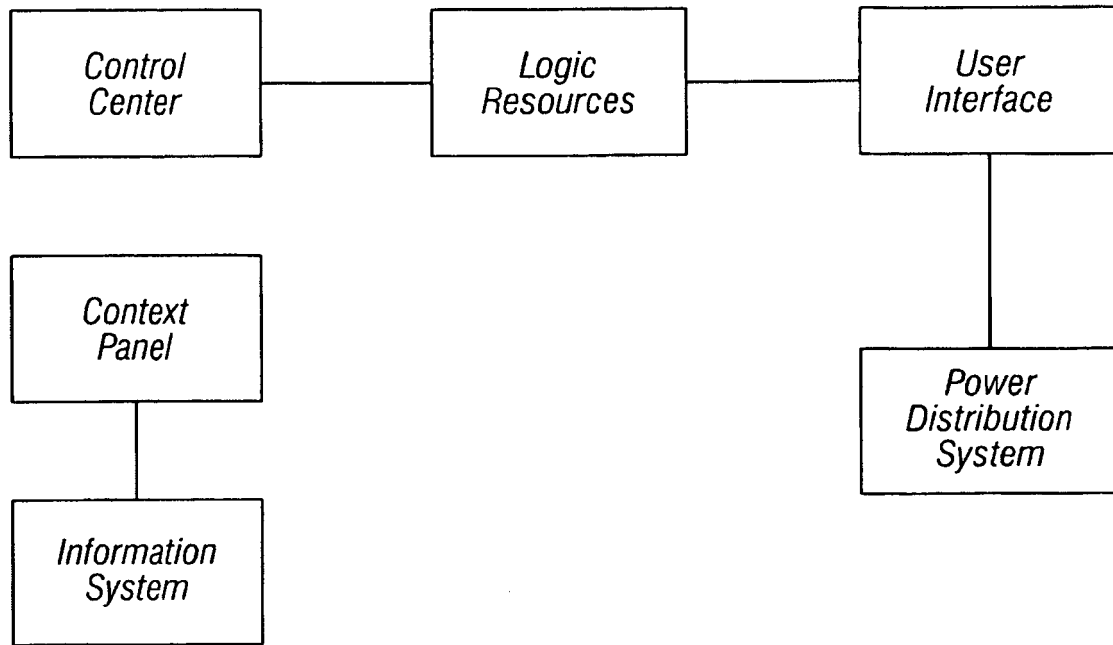 Control
Center
Logic
Resources
User
Interface
Context
Panel
Power
Distribution
System
Information
System